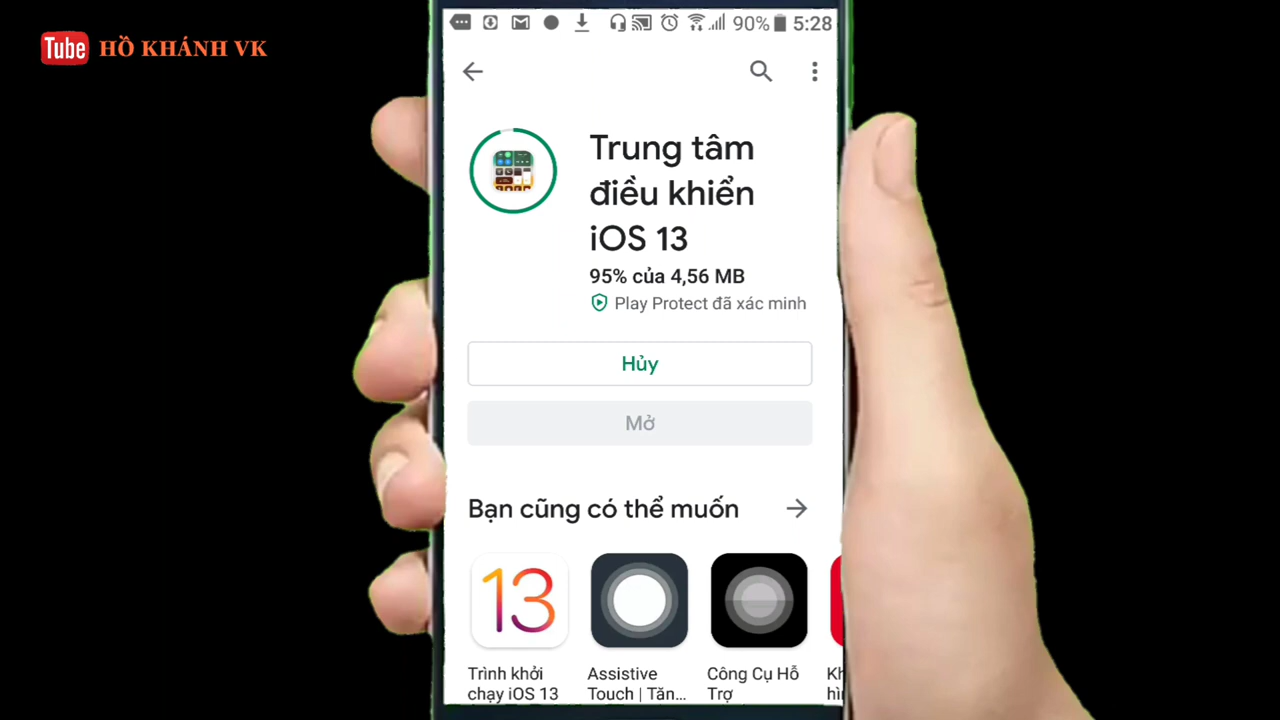 Tube HỒ KHÁNH VK
90% 5:28
Trung tâm
điều khiển
iOS 13
95% của 4,56 MB
Play Protect đã xác minh
Hủy
Mở
Bạn cũng có thể muốn
13
Trình khởi
chạy iOS 13
Assistive
Touch | Tăn...
Công Cụ Hỗ
Trợ
Kh
hì